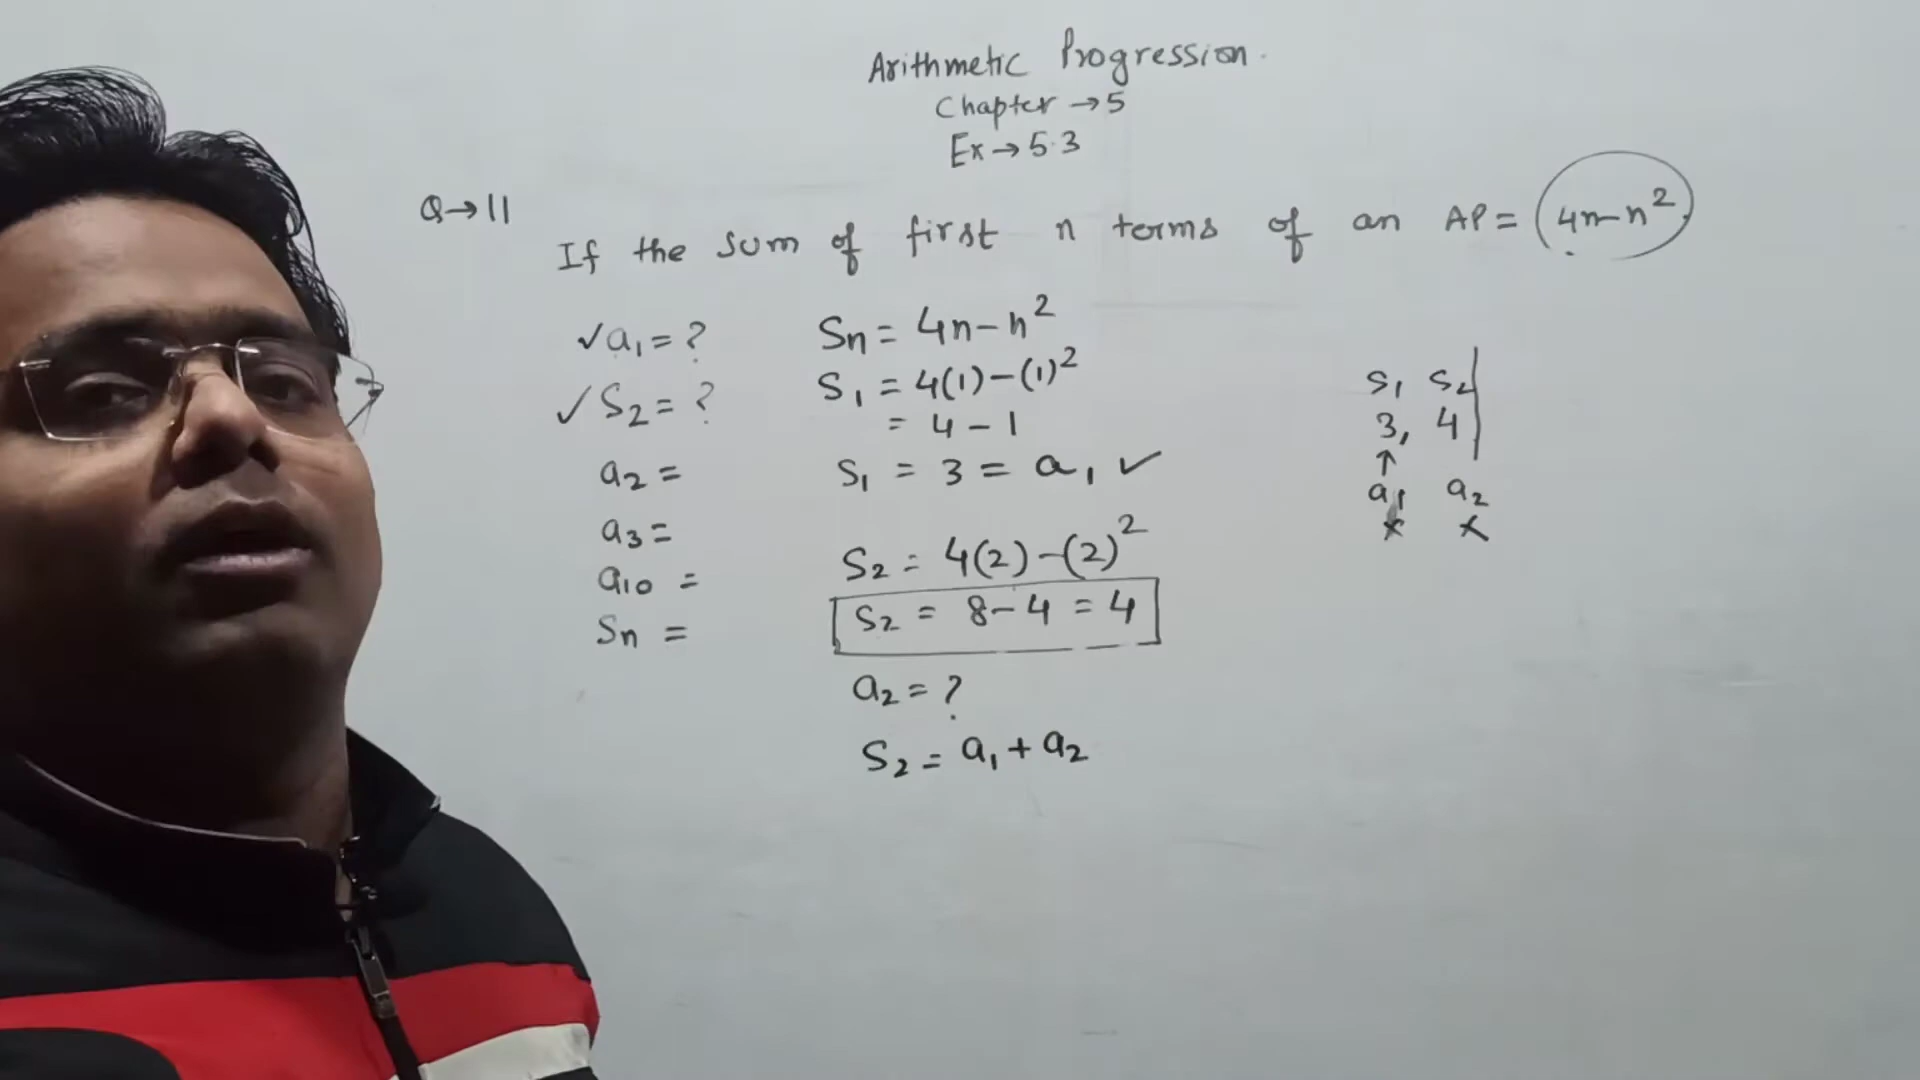 Arithmetic Progression.
Chapter → 5
Ex → 5.3
Q → 11
If the sum of first n terms of an AP = 4n - n²
✓ a₁ = ?
✓ S₂ = ?
a₂ =
a₃ =
a₁₀ =
Sn =
Sn = 4n - n²
S₁ = 4(1) - (1)²
= 4 - 1
S₁ = 3 = a₁ ✓
S₂ = 4(2) - (2)²
S₂ = 8 - 4 = 4
a₂ = ?
S₂ = a₁ + a₂
S₁ S₂
3, 4
↑
a₁ a₂
× ×